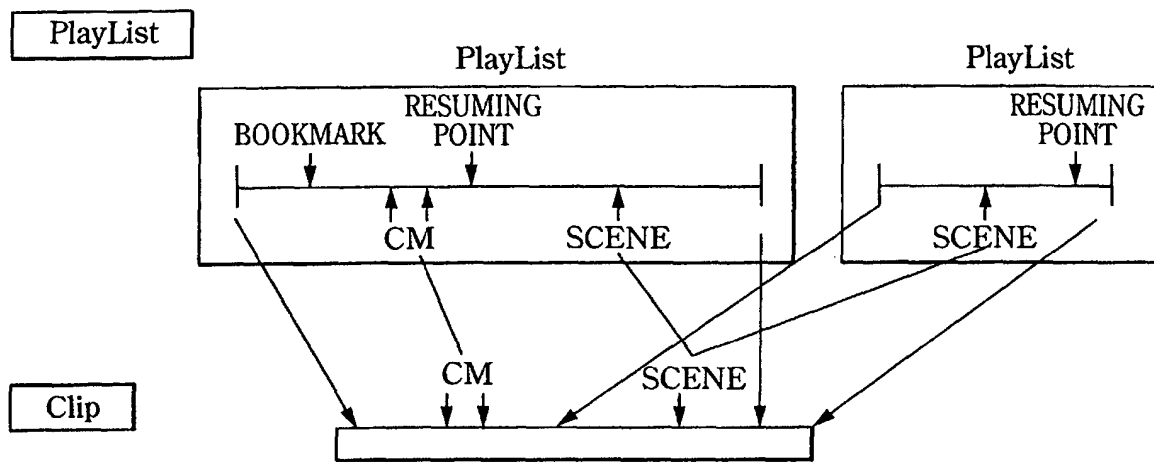 PlayList
PlayList
PlayList
RESUMING
POINT
BOOKMARK
RESUMING
POINT
CM
SCENE
SCENE
CM
SCENE
Clip